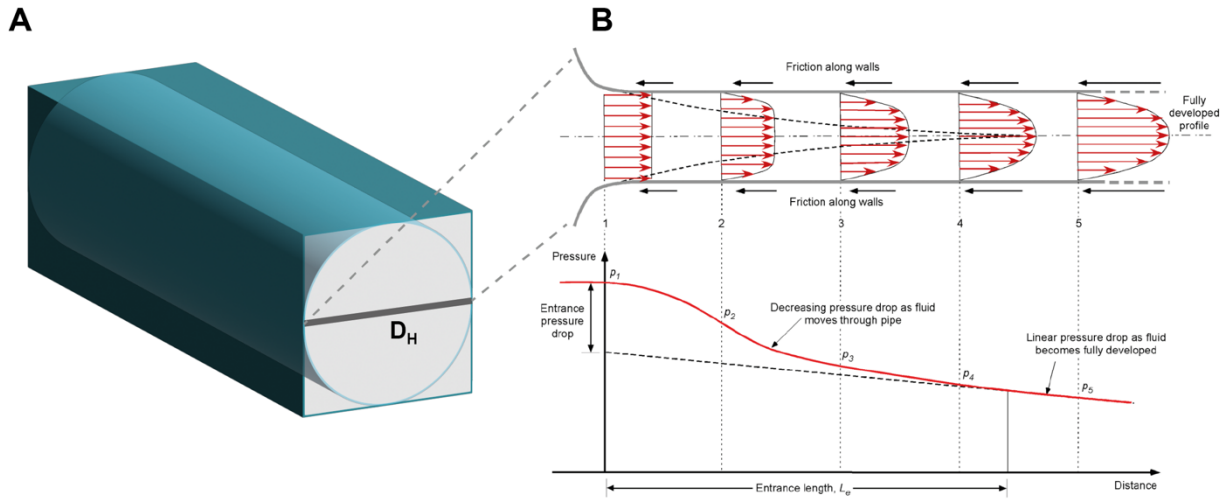 A
B
D_H
Friction along walls
Fully
developed
profile
Friction along walls
1
2
3
4
5
Pressure
p₁
Entrance
pressure
drop
p₂
Decreasing pressure drop as fluid
moves through pipe
p₃
Linear pressure drop as fluid
becomes fully developed
p₄
p₅
Entrance length, Lₑ
Distance